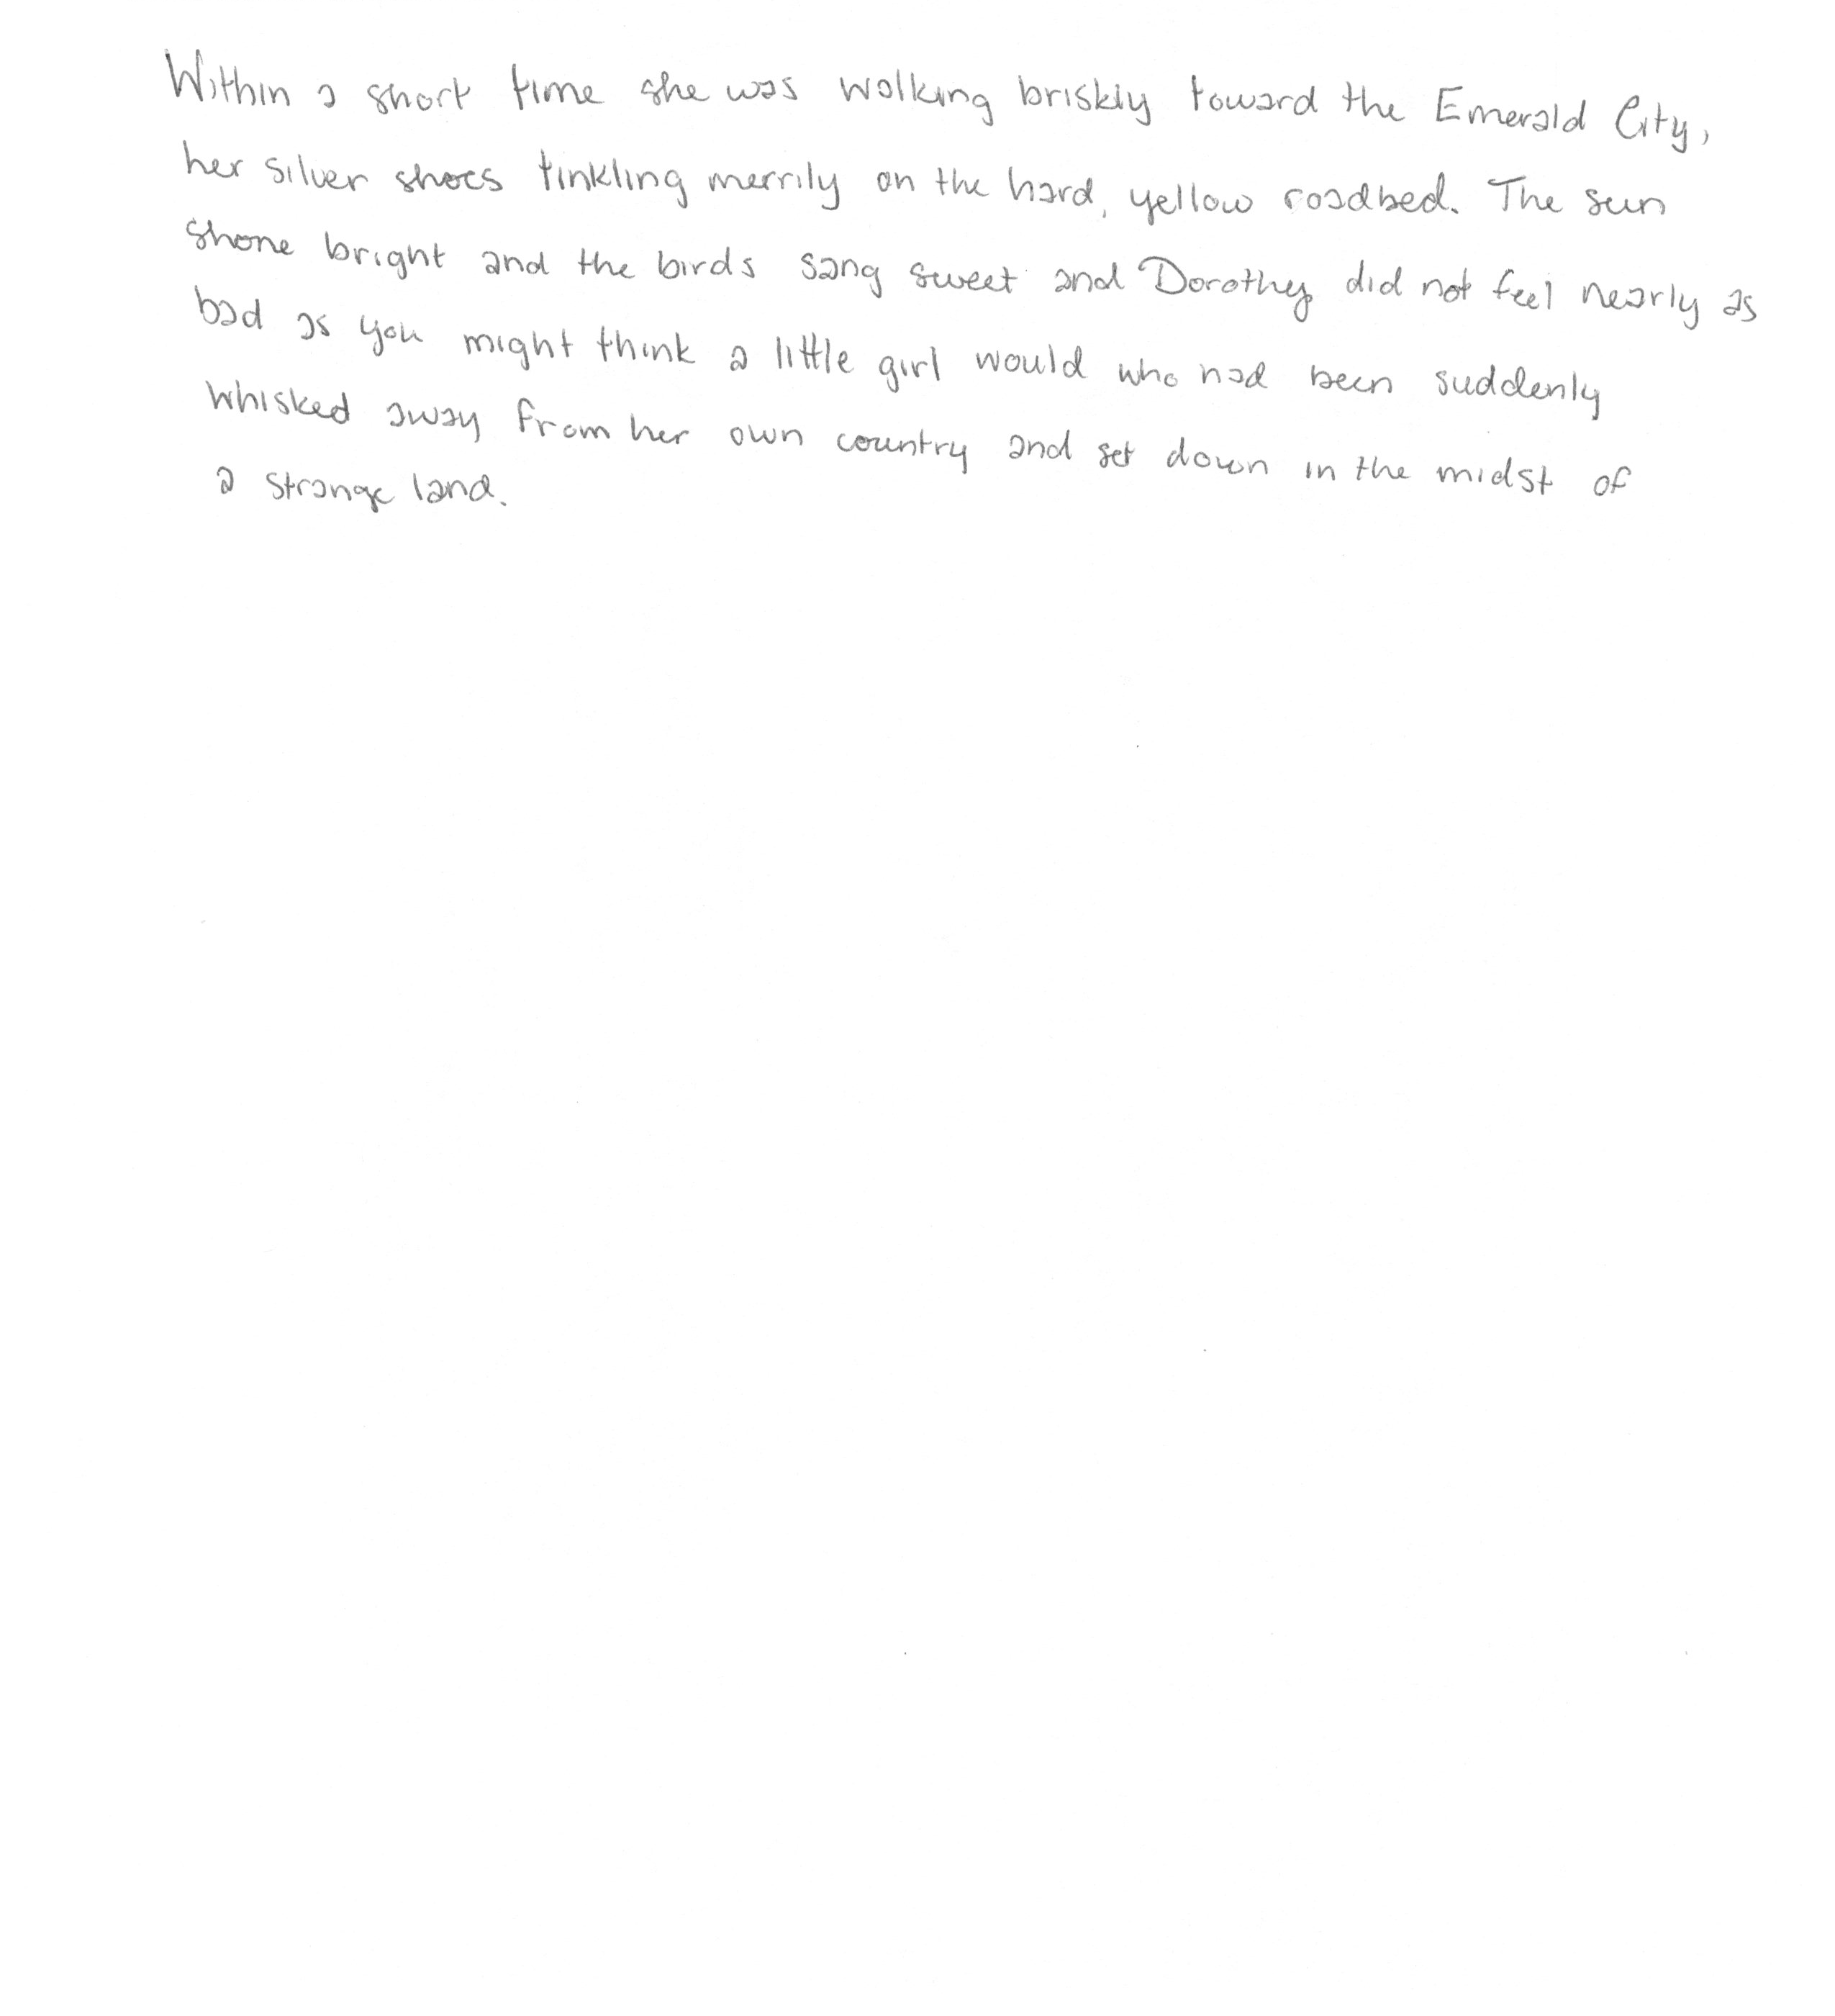 Within a short time she was walking briskly toward the Emerald City,
her silver shoes tinkling merrily on the hard, yellow roadbed. The sun
shone bright and the birds sang sweet and Dorothy did not feel nearly as
bad as you might think a little girl would who had been suddenly
whisked away from her own country and set down in the midst of
a strange land.